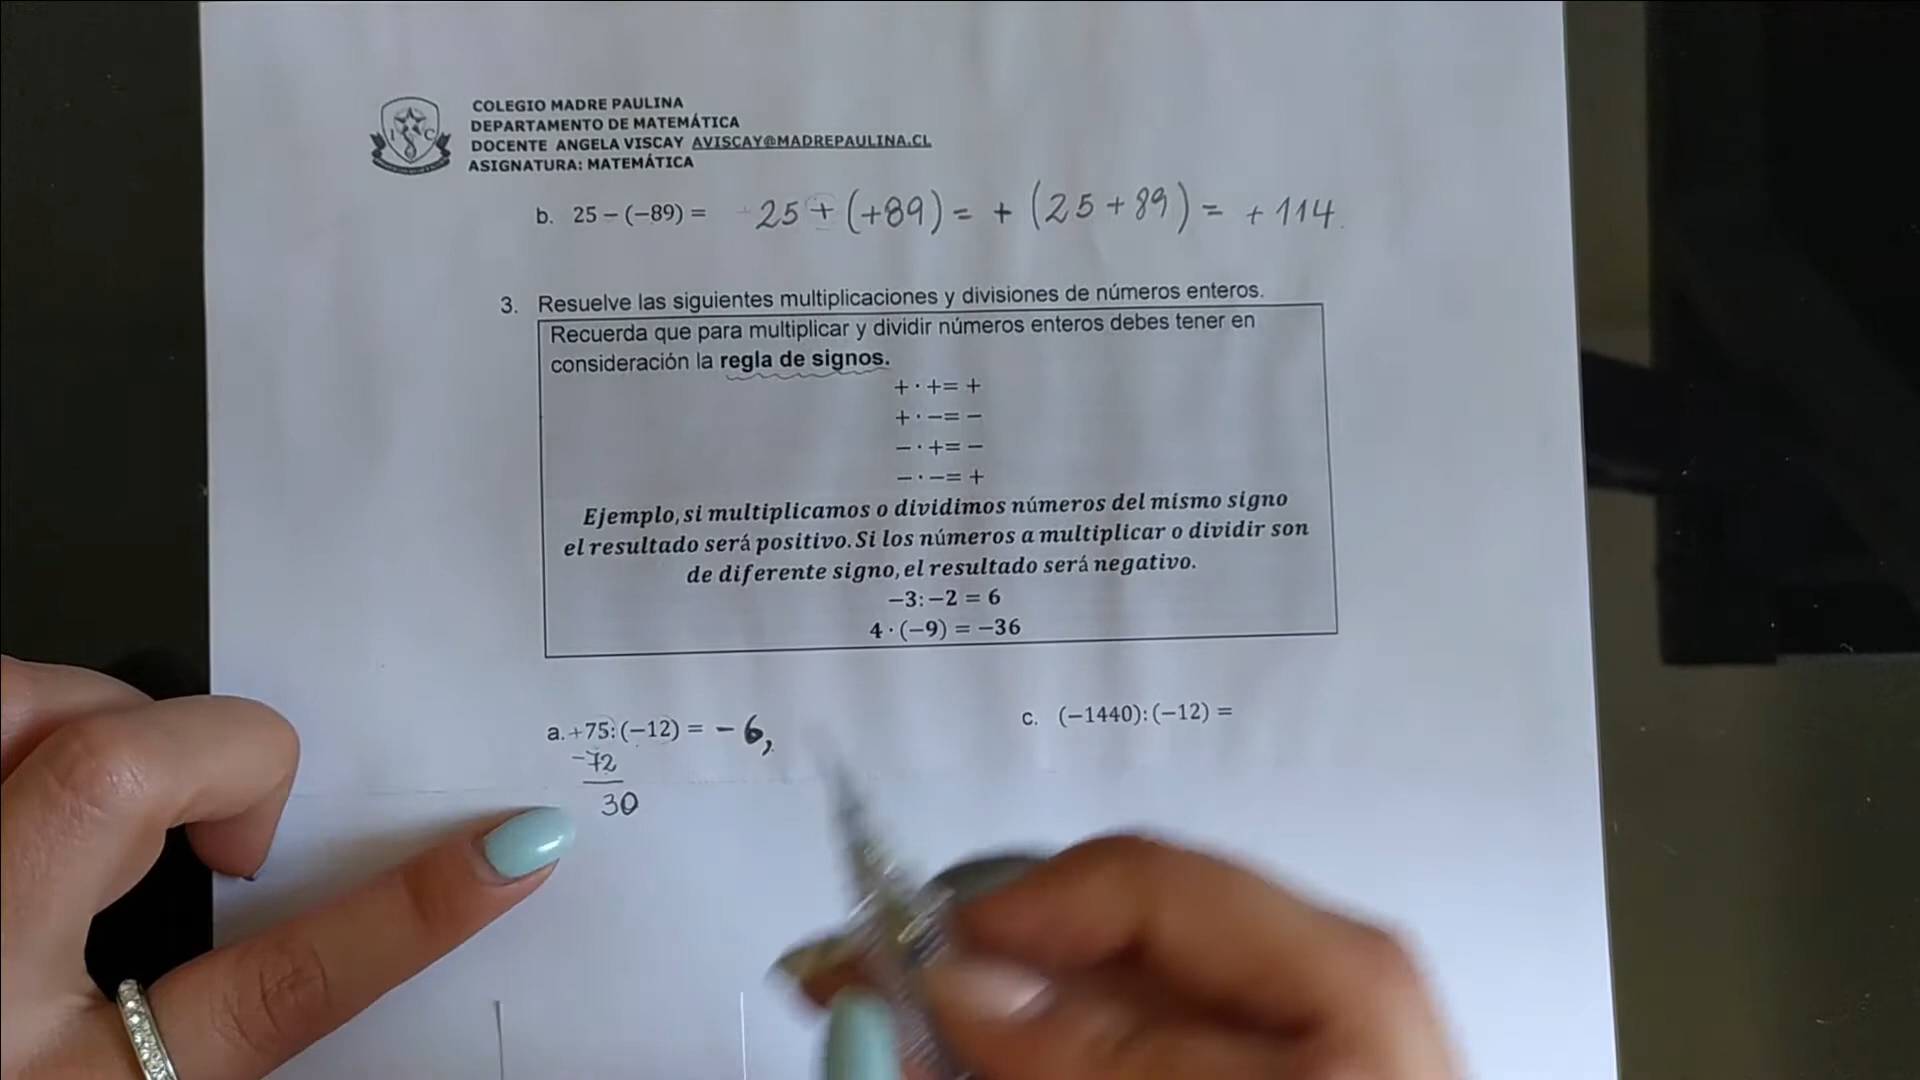 COLEGIO MADRE PAULINA
DEPARTAMENTO DE MATEMÁTICA
DOCENTE ANGELA VISCAY AVISCAY@MADREPAULINA.CL
ASIGNATURA: MATEMÁTICA
b. 25 − (−89) = 25 + (+89) = + (25 + 89) = + 114
3. Resuelve las siguientes multiplicaciones y divisiones de números enteros.
Recuerda que para multiplicar y dividir números enteros debes tener en
consideración la regla de signos.
+ · += +
+ · −= −
− · += −
− · −= +
Ejemplo, si multiplicamos o dividimos números del mismo signo
el resultado será positivo. Si los números a multiplicar o dividir son
de diferente signo, el resultado será negativo.
−3: −2 = 6
4 · (−9) = −36
a. +75: (−12) = − 6,
−72
30
c. (−1440): (−12) =